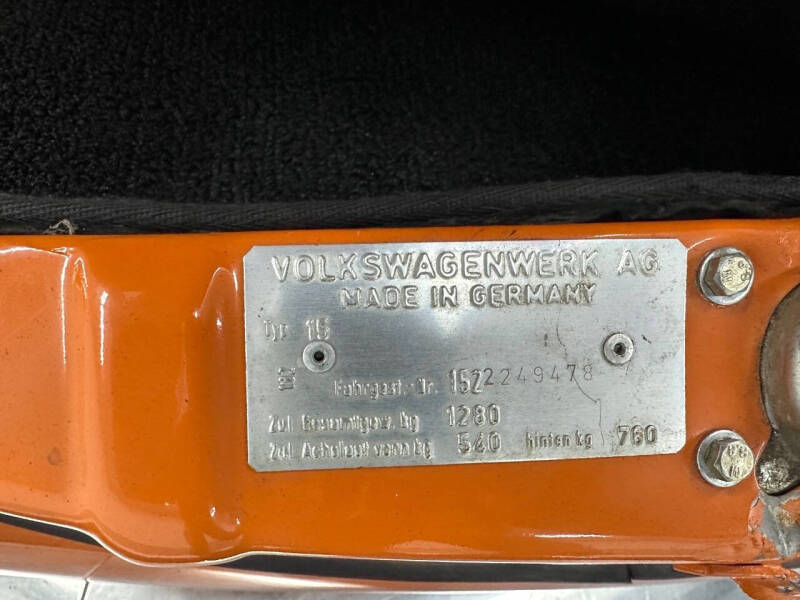 VOLKSWAGENWERK AG
MADE IN GERMANY
Typ 15
Fahrgest.-Nr. 1522249478
Zul. Gesamtgew. kg 1280
Zul. Achslast vorn kg 540 hinten kg 760